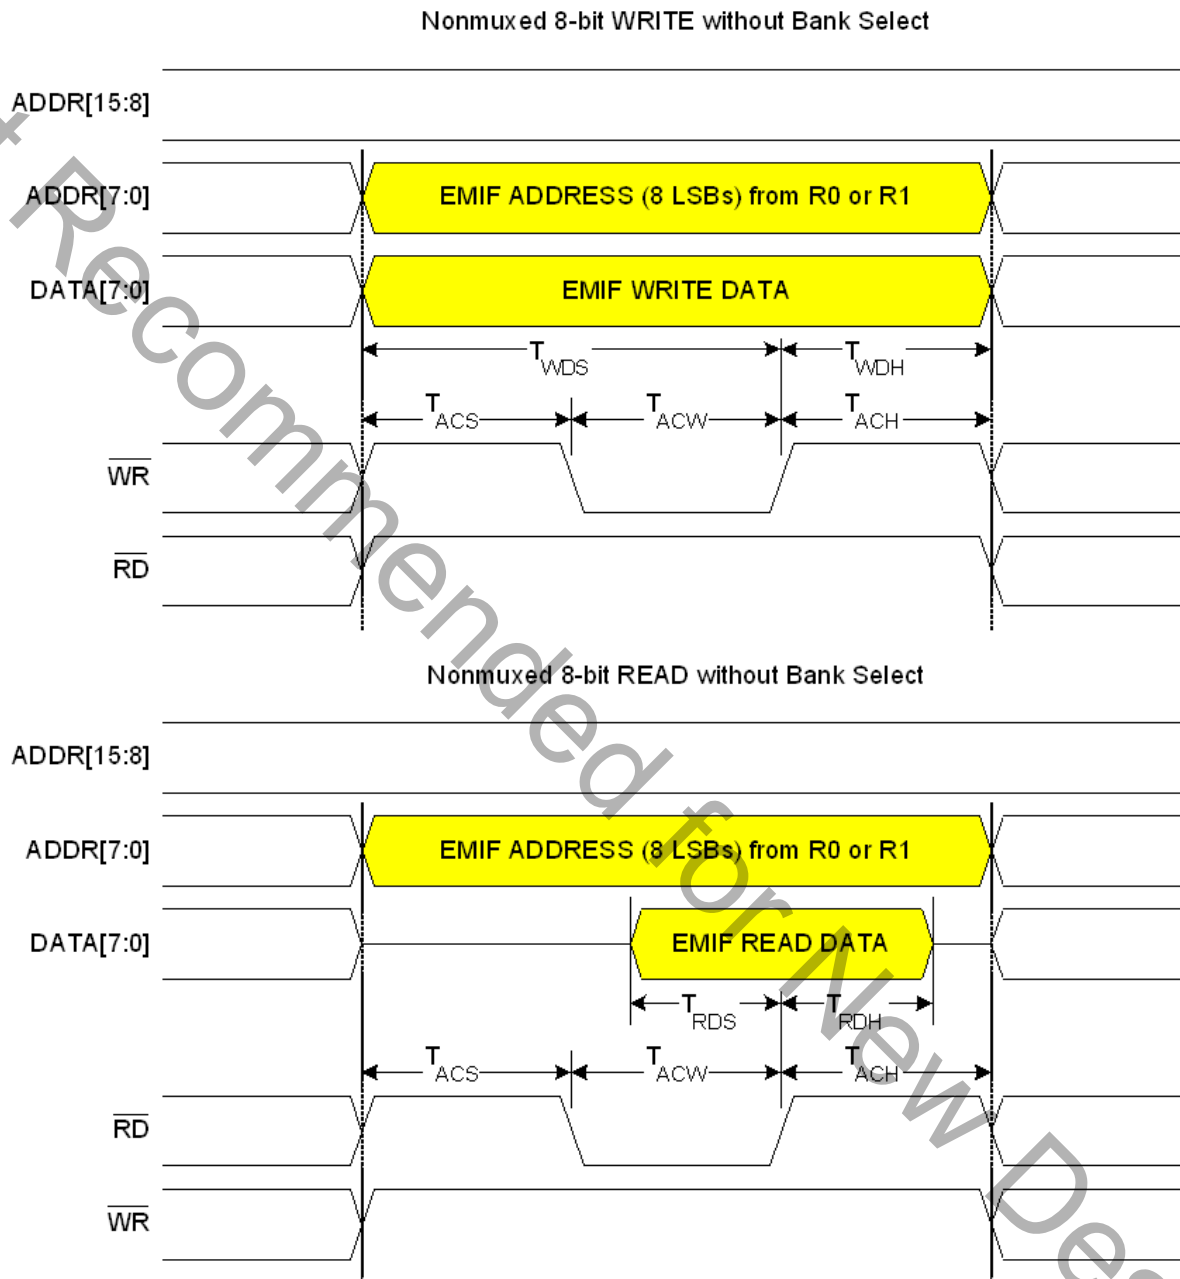 Nonmuxed 8-bit WRITE without Bank Select
ADDR[15:8]
ADDR[7:0]
EMIF ADDRESS (8 LSBs) from R0 or R1
DATA[7:0]
EMIF WRITE DATA
TWDS TWDH
TACS TACW TACH
WR
RD
Nonmuxed 8-bit READ without Bank Select
ADDR[15:8]
ADDR[7:0]
EMIF ADDRESS (8 LSBs) from R0 or R1
DATA[7:0]
EMIF READ DATA
TRDS TRDH
TACS TACW TACH
RD
WR
Recommended for New